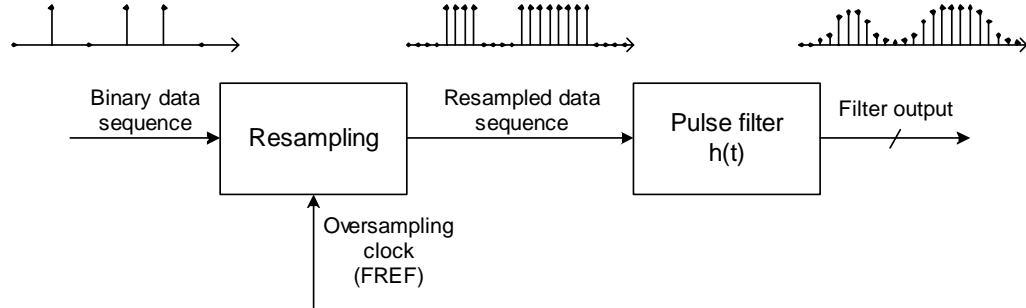 Binary data
sequence
Resampling
Resampled data
sequence
Pulse filter
h(t)
Filter output
Oversampling
clock
(FREF)